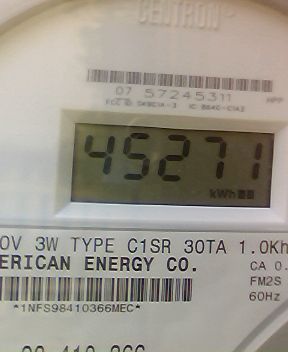 CENTRON
07 57245311
45271
kWh
0V 3W TYPE C1SR 30TA 1.0Kh
ERICAN ENERGY CO.
CA 0.
FM2S
60Hz
*1NFS98410366MEC*